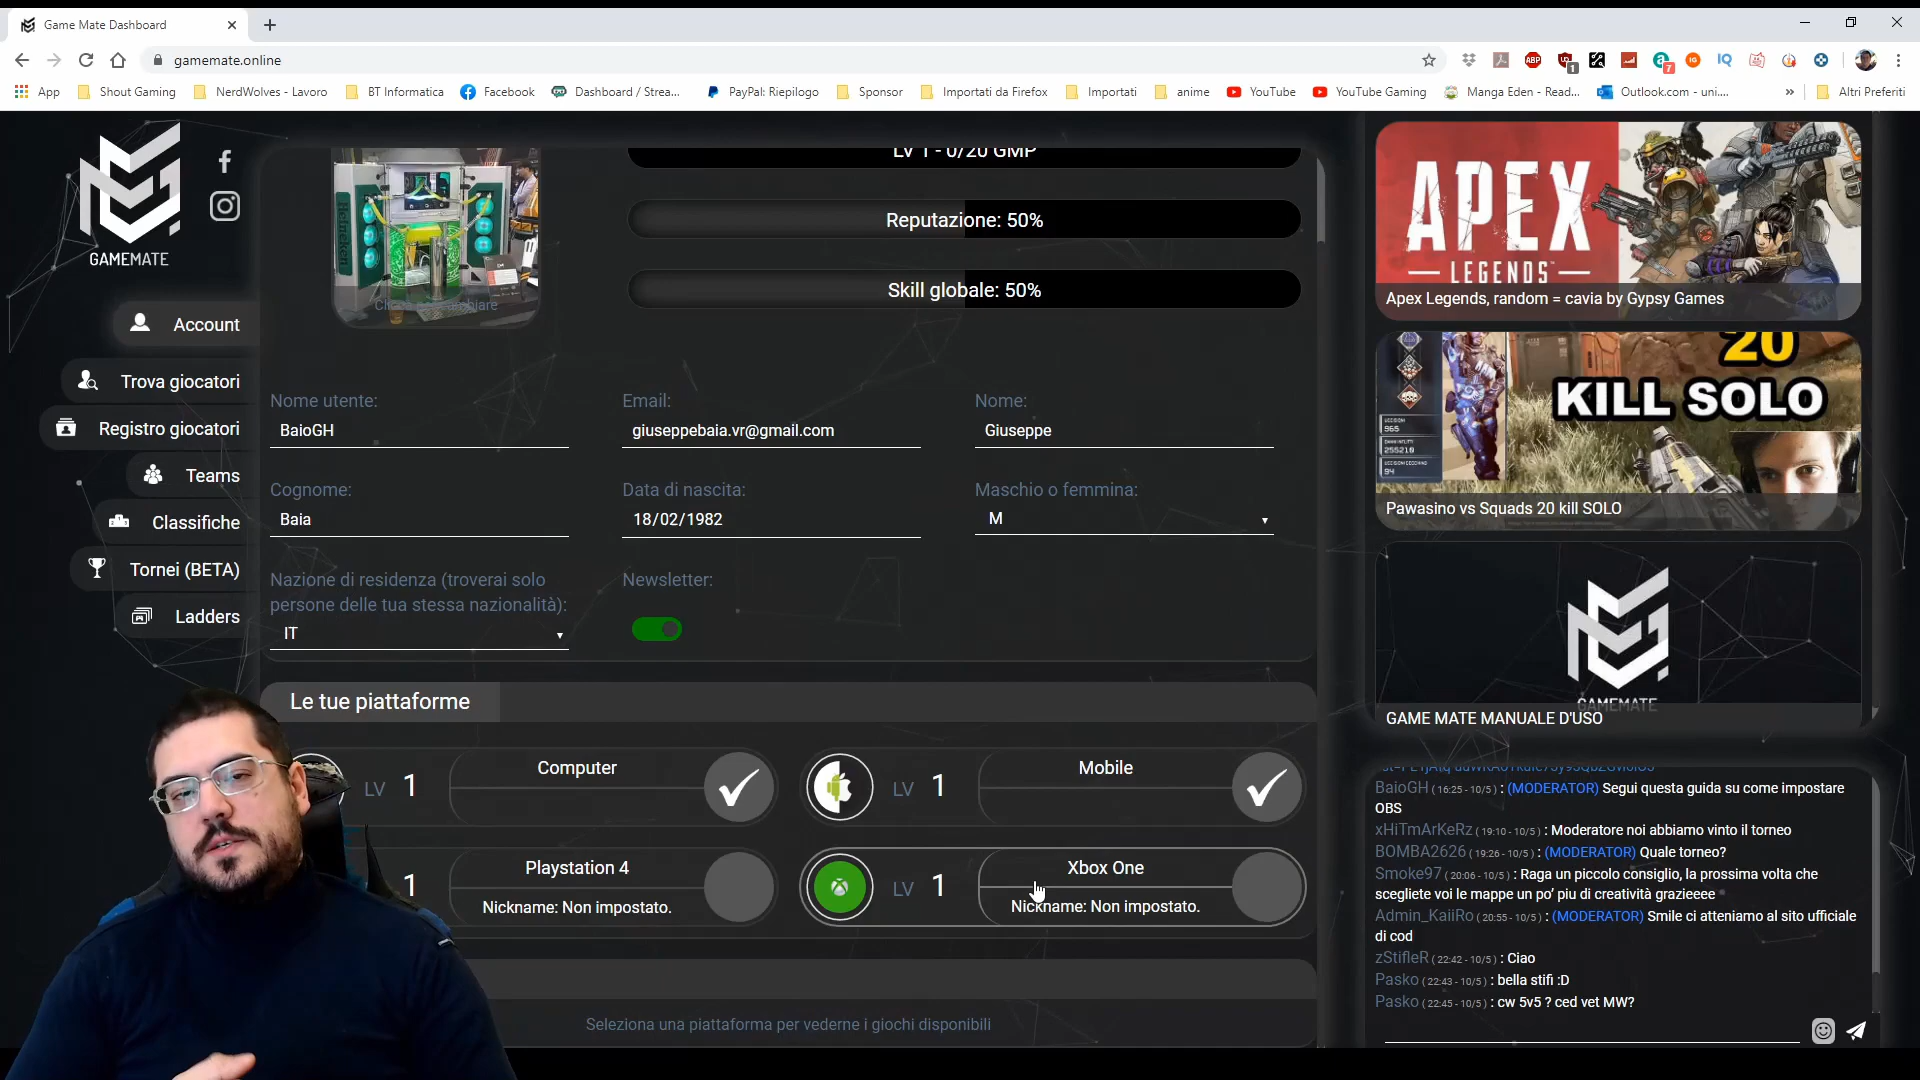 Game Mate Dashboard
gamemate.online
App
Shout Gaming
NerdWolves - Lavoro
BT Informatica
Facebook
Dashboard / Strea...
PayPal: Riepilogo
Sponsor
Importati da Firefox
Importati
anime
YouTube
YouTube Gaming
Manga Eden - Read...
Outlook.com - uni....
»
Altri Preferiti
ABP
1
7
IQ
GAMEMATE
Account
Trova giocatori
Registro giocatori
Teams
Classifiche
Tornei (BETA)
Ladders
Heineken
LV 1 - 0/20 GMP
Reputazione: 50%
Skill globale: 50%
Nome utente:
BaioGH
Email:
giuseppebaia.vr@gmail.com
Nome:
Giuseppe
Cognome:
Baia
Data di nascita:
18/02/1982
Maschio o femmina:
M
Nazione di residenza (troverai solo
persone delle tua stessa nazionalità):
IT
Newsletter:
Le tue piattaforme
LV 1
Computer
LV 1
Mobile
1
Playstation 4
Nickname: Non impostato.
LV 1
Xbox One
Nickname: Non impostato.
Seleziona una piattaforma per vederne i giochi disponibili
APEX
LEGENDS
Apex Legends, random = cavia by Gypsy Games
20
KILL SOLO
Pawasino vs Squads 20 kill SOLO
GAMEMATE
GAME MATE MANUALE D'USO
BaioGH (16:25 - 10/5) : (MODERATOR) Segui questa guida su come impostare
OBS
xHiTmArKeRz (19:10 - 10/5) : Moderatore noi abbiamo vinto il torneo
BOMBA2626 (19:26 - 10/5) : (MODERATOR) Quale torneo?
Smoke97 (20:06 - 10/5) : Raga un piccolo consiglio, la prossima volta che
scegliete voi le mappe un po' piu di creatività grazieeee
Admin_KaiiRo (20:55 - 10/5) : (MODERATOR) Smile ci atteniamo al sito ufficiale
di cod
zStifleR (22:42 - 10/5) : Ciao
Pasko (22:43 - 10/5) : bella stifi :D
Pasko (22:45 - 10/5) : cw 5v5 ? ced vet MW?